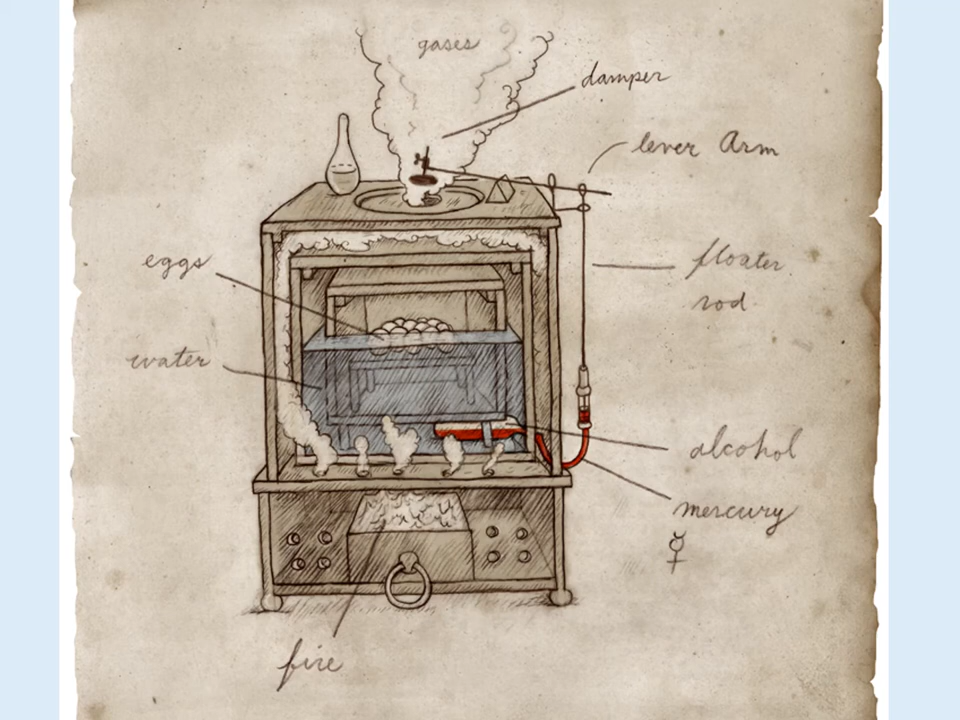 gases
damper
lever Arm
eggs
floater
rod
water
alcohol
mercury
☿
fire